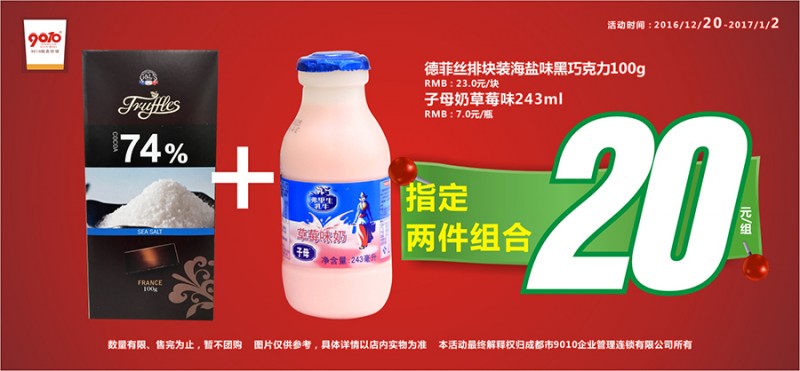 9010
活动时间：2016/12/20-2017/1/2
德菲丝排块装海盐味黑巧克力100g
RMB：23.0元/块
子母奶草莓味243ml
RMB：7.0元/瓶
Truffles
COCOA
74%
SEA SALT
FRANCE
100g
+
乳牛
草莓味奶
子母
净含量：243毫升
指定
两件组合
20
元/组
数量有限、售完为止，暂不团购 图片仅供参考，具体详情以店内实物为准 本活动最终解释权归成都市9010企业管理连锁有限公司所有